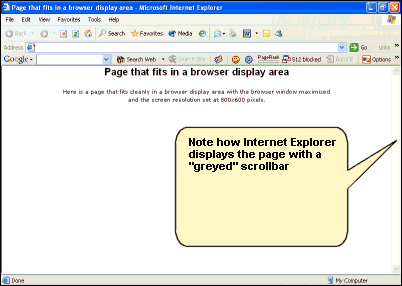 Page that fits in a browser display area - Microsoft Internet Explorer
File Edit View Favorites Tools Help
Back Search Favorites Media
Address Go Links
Google Search Web Search Site PageRank 512 blocked AutoFill Options
Page that fits in a browser display area
Here is a page that fits cleanly in a browser display area with the browser window maximized
and the screen resolution set at 800x600 pixels.
Note how Internet Explorer
displays the page with a
"greyed" scrollbar
Done My Computer